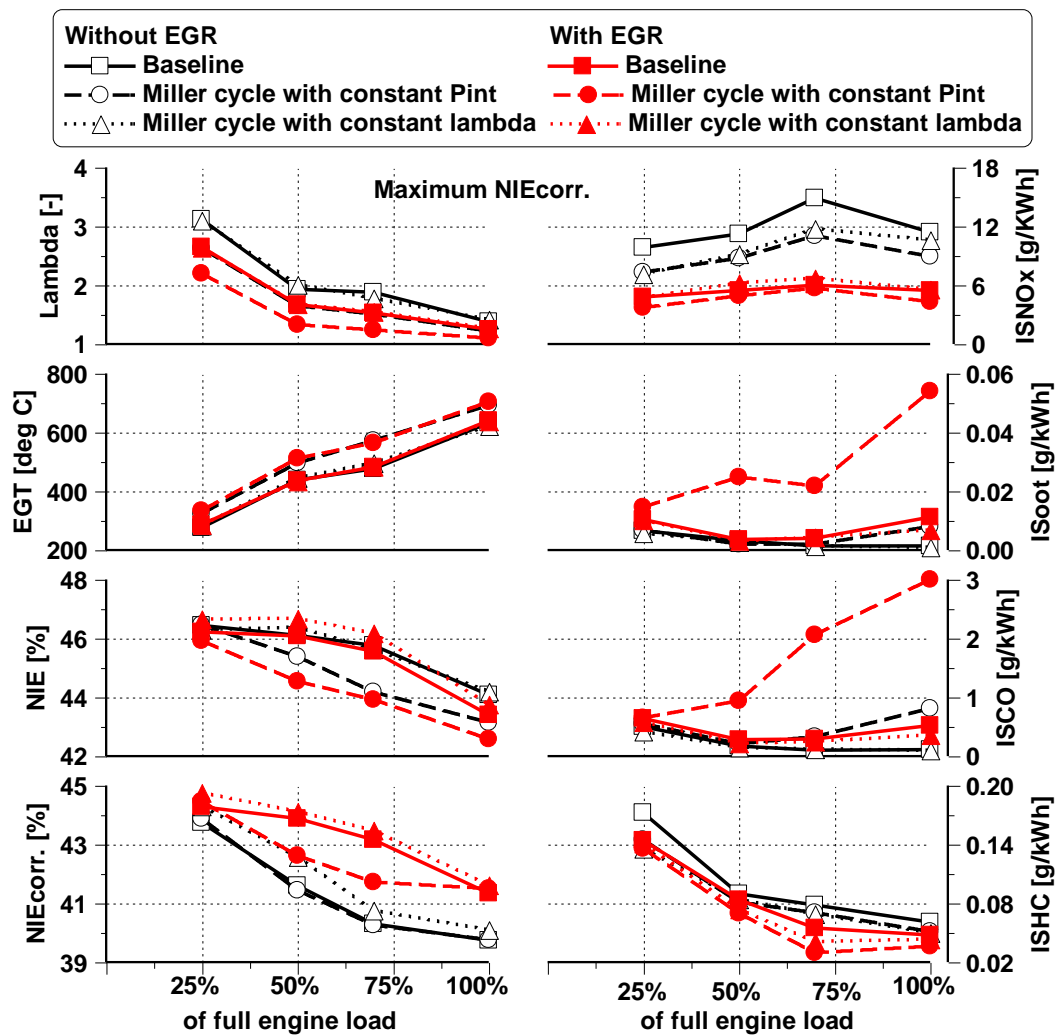 Without EGR
Baseline
Miller cycle with constant Pint
Miller cycle with constant lambda
With EGR
Baseline
Miller cycle with constant Pint
Miller cycle with constant lambda
Maximum NIEcorr.
Lambda [-]
4
3
2
1
ISNOx [g/KWh]
18
12
6
0
EGT [deg C]
800
600
400
200
ISoot [g/kWh]
0.06
0.04
0.02
0.00
NIE [%]
48
46
44
42
ISCO [g/kWh]
3
2
1
0
NIEcorr. [%]
45
43
41
39
ISHC [g/kWh]
0.20
0.14
0.08
0.02
25% 50% 75% 100%
of full engine load
25% 50% 75% 100%
of full engine load